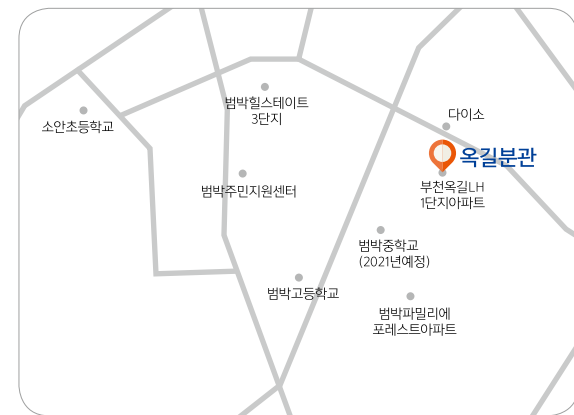 범박힐스테이트
3단지
다이소
소안초등학교
옥길분관
범박주민지원센터
부천옥길LH
1단지아파트
범박중학교
(2021년예정)
범박고등학교
범박파밀리에
포레스트아파트